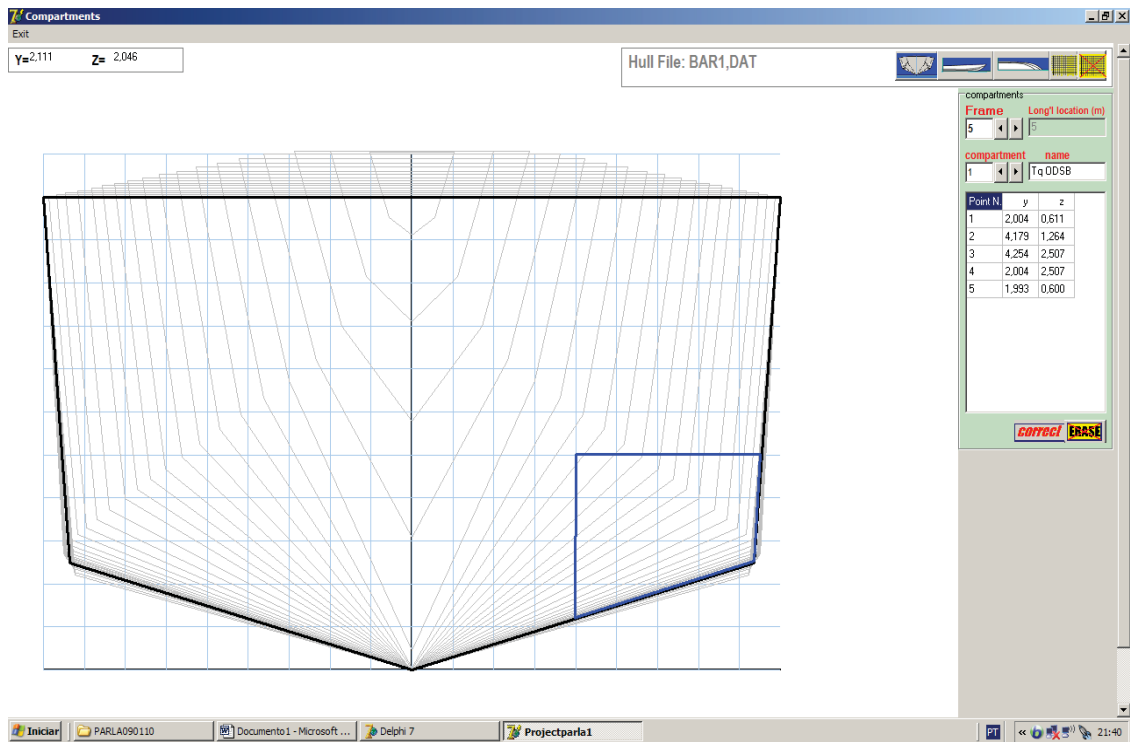 Compartments
Exit
Y=2,111 Z= 2,046
Hull File: BAR1,DAT
compartments
Frame Long'l location (m)
5 5
compartment name
1 Tq ODSB
Point N. y z
1 2,004 0,611
2 4,179 1,264
3 4,254 2,507
4 2,004 2,507
5 1,993 0,600
correct ERASE
Iniciar PARLA090110 Documento1 - Microsoft ... Delphi 7 Projectparla1 PT « 21:40